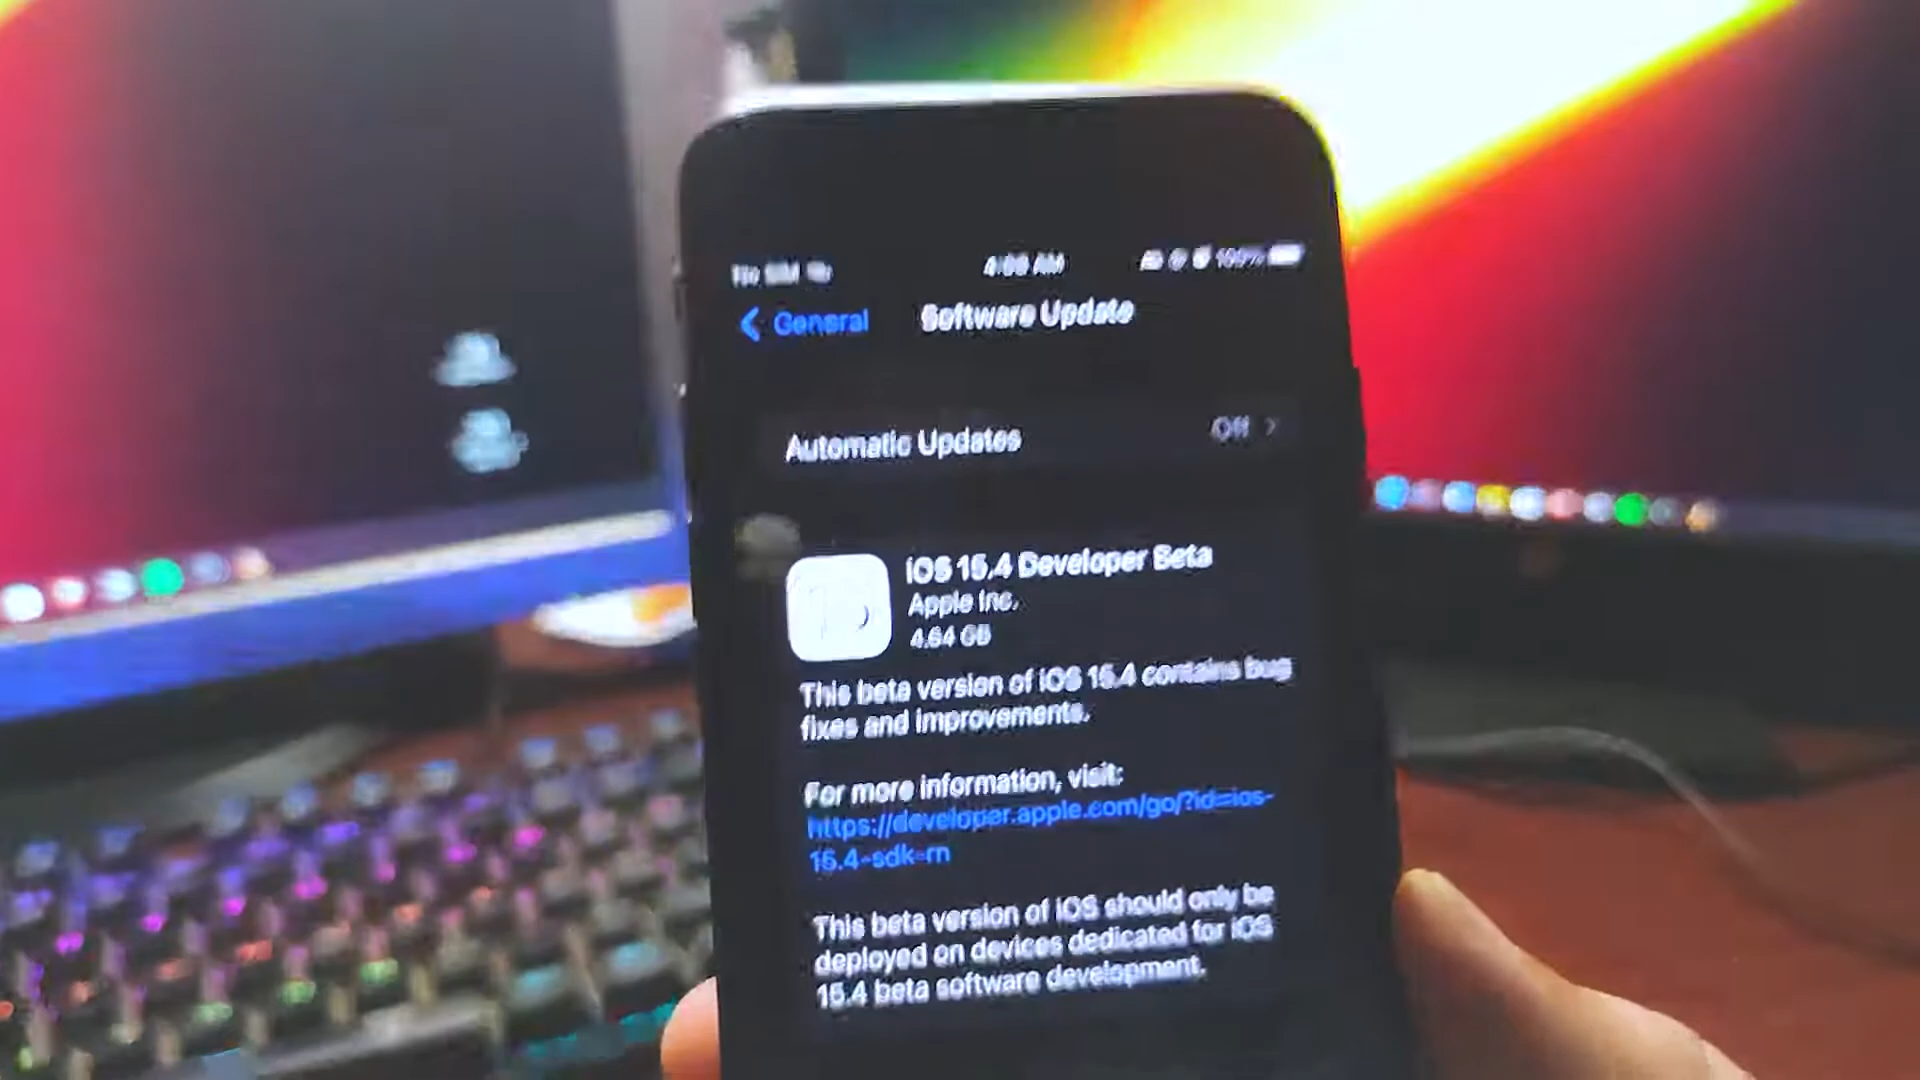 No SIM
AM 100%
General Software Update
Automatic Updates Off
iOS 15.4 Developer Beta
Apple Inc.
4.64 GB
This beta version of iOS 15.4 contains bug
fixes and improvements.
For more information, visit:
https://developer.apple.com/go/?id=ios-
15.4-sdk-rn
This beta version of iOS should only be
deployed on devices dedicated for iOS
15.4 beta software development.